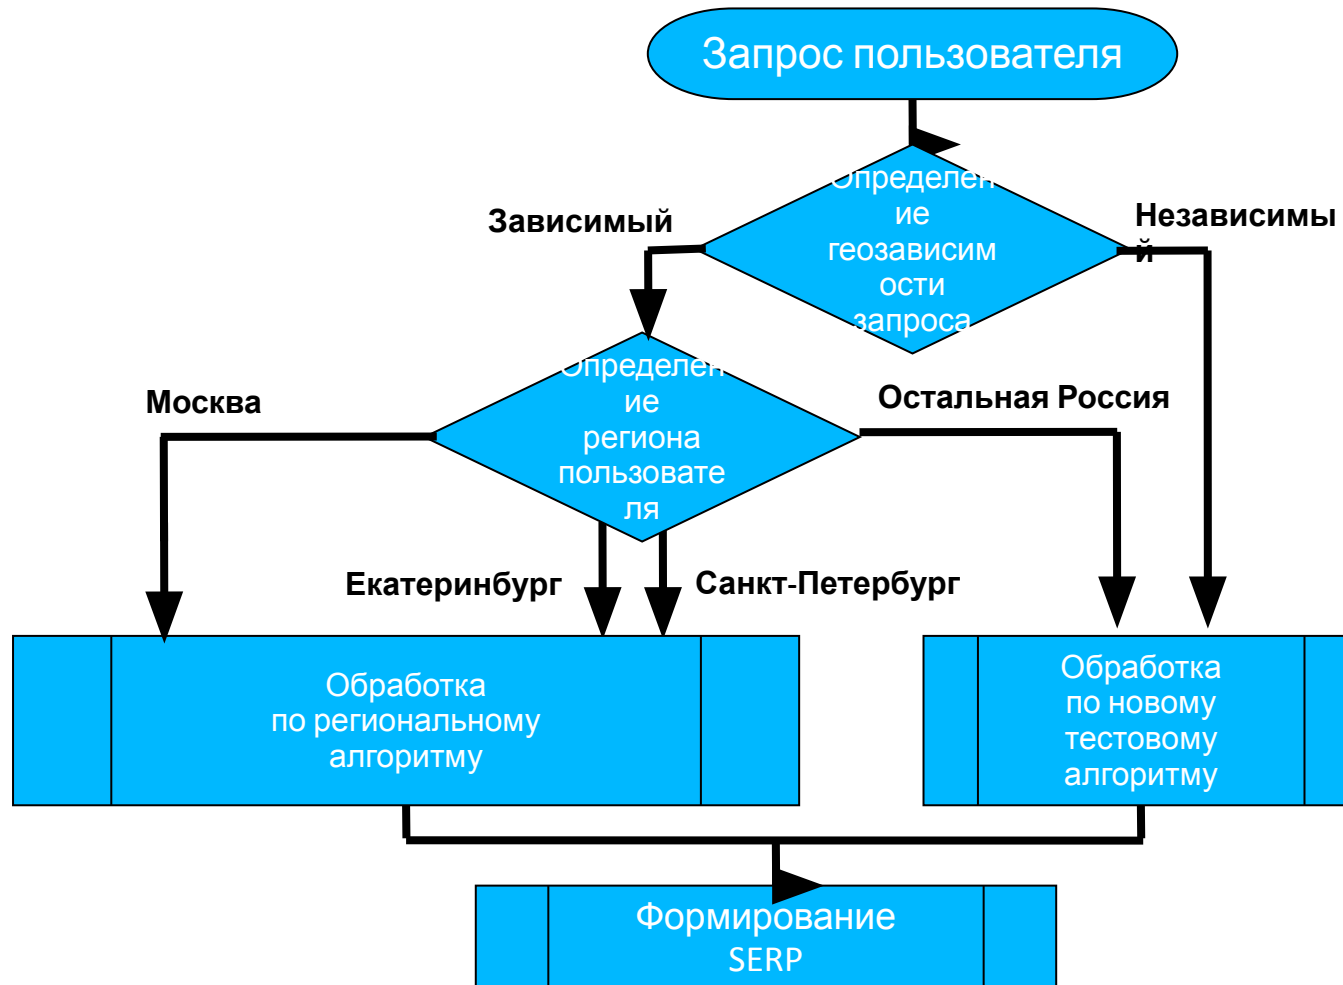 Запрос пользователя
Определен
ие
геозависим
ости
запроса
Зависимый
Независимы
й
Определен
ие
региона
пользовате
ля
Москва
Остальная Россия
Екатеринбург
Санкт-Петербург
Обработка
по региональному
алгоритму
Обработка
по новому
тестовому
алгоритму
Формирование
SERP